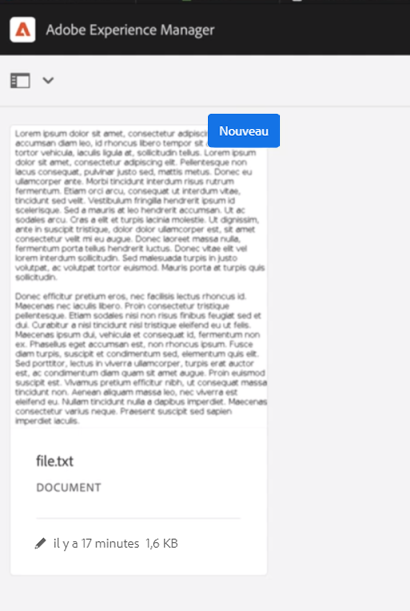 Adobe Experience Manager
Nouveau
Lorem ipsum dolor sit amet, consectetur adipisci
accumsan diam leo, id rhoncus libero tempor sit
tortor vehicula, iaculis ligula at, sollicitudin tellus. Lorem ipsum
dolor sit amet, consectetur adipiscing elit. Pellentesque non
lacus consequat, pulvinar justo sed, mattis metus. Donec eu
ullamcorper ante. Morbi tincidunt interdum risus rutrum
fermentum. Etiam orci arcu, consequat ut interdum vitae,
tincidunt sed velit. Vestibulum fringilla hendrerit ipsum id
scelerisque. Sed a mauris at leo hendrerit accumsan. Ut ac
sodales arcu. Cras a elit et turpis lacinia molestie. Ut dignissim,
ante in suscipit tristique, dolor dolor ullamcorper est, sit amet
consectetur velit mi eu augue. Donec laoreet massa nulla,
fermentum porta tellus hendrerit luctus. Donec vitae elit vel
lorem interdum sollicitudin. Sed malesuada turpis in justo
volutpat, ac volutpat tortor euismod. Mauris porta at turpis quis
sollicitudin.
Donec efficitur pretium eros, nec facilisis lectus rhoncus id.
Maecenas nec iaculis libero. Proin consectetur tristique
pellentesque. Etiam sodales nisl non risus finibus feugiat sed et
dui. Curabitur a nisl tincidunt nisl tristique eleifend eu ut felis.
Maecenas ipsum dui, vehicula et consequat id, fermentum non
ex. Phasellus eget accumsan est, non rhoncus ipsum. Fusce
diam turpis, suscipit et condimentum sed, elementum quis elit.
Sed porttitor, lectus in viverra ullamcorper, turpis erat auctor
est, ac condimentum diam quam sit amet augue. Proin euismod
suscipit est. Vivamus pretium efficitur nibh, ut consequat massa
tincidunt non. Aenean aliquam massa leo, nec viverra est
eleifend eu. Nullam tincidunt nulla a dapibus imperdiet. Maecenas
consectetur varius neque. Praesent suscipit sed sapien
imperdiet iaculis.
file.txt
DOCUMENT
il y a 17 minutes 1,6 KB